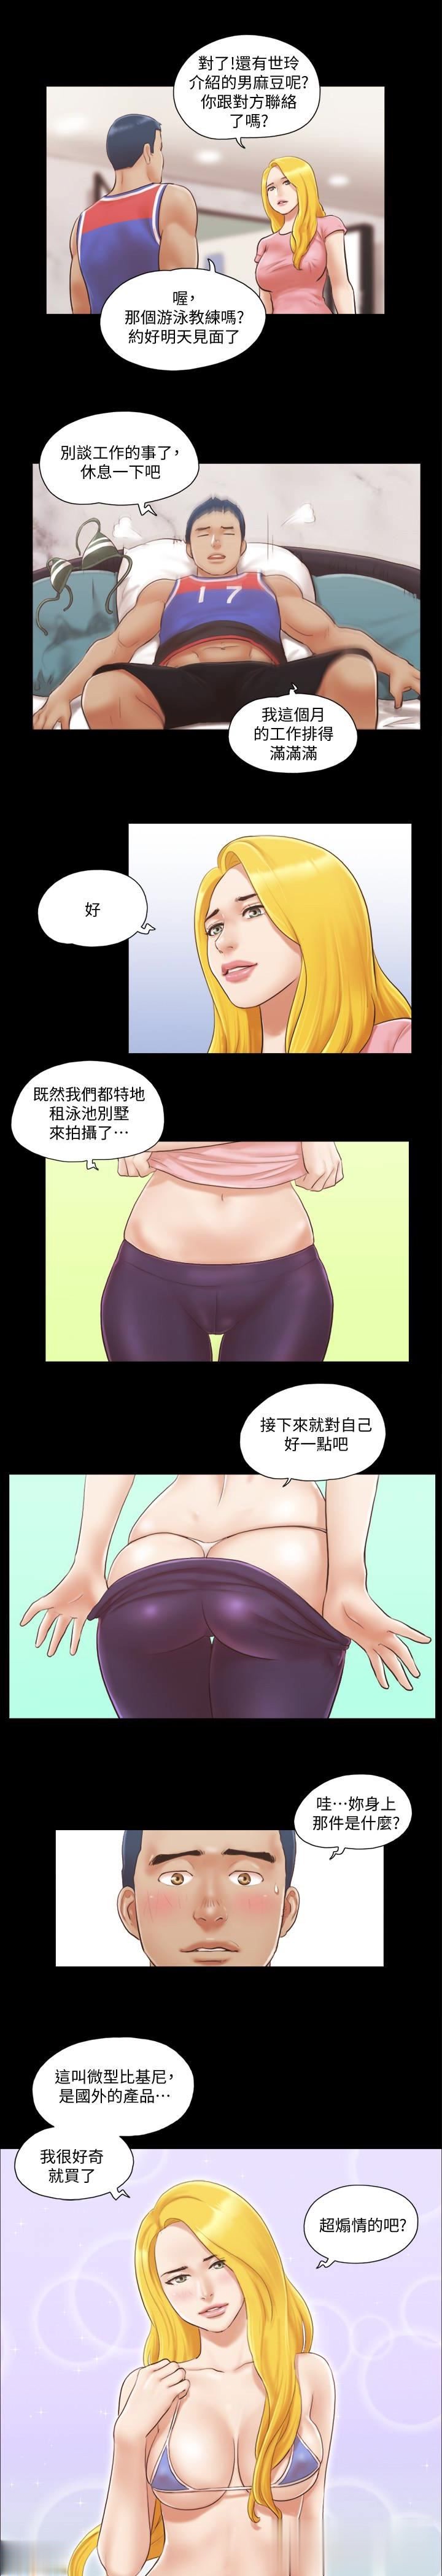 對了!還有世玲
介紹的男麻豆呢?
你跟對方聯絡
了嗎?
喔,
那個游泳教練嗎?
約好明天見面了
別談工作的事了,
休息一下吧
17
我這個月
的工作排得
滿滿滿
好
既然我們都特地
租泳池別墅
來拍攝了…
接下來就對自己
好一點吧
哇…妳身上
那件是什麼?
這叫微型比基尼,
是國外的產品…
我很好奇
就買了
超煽情的吧?